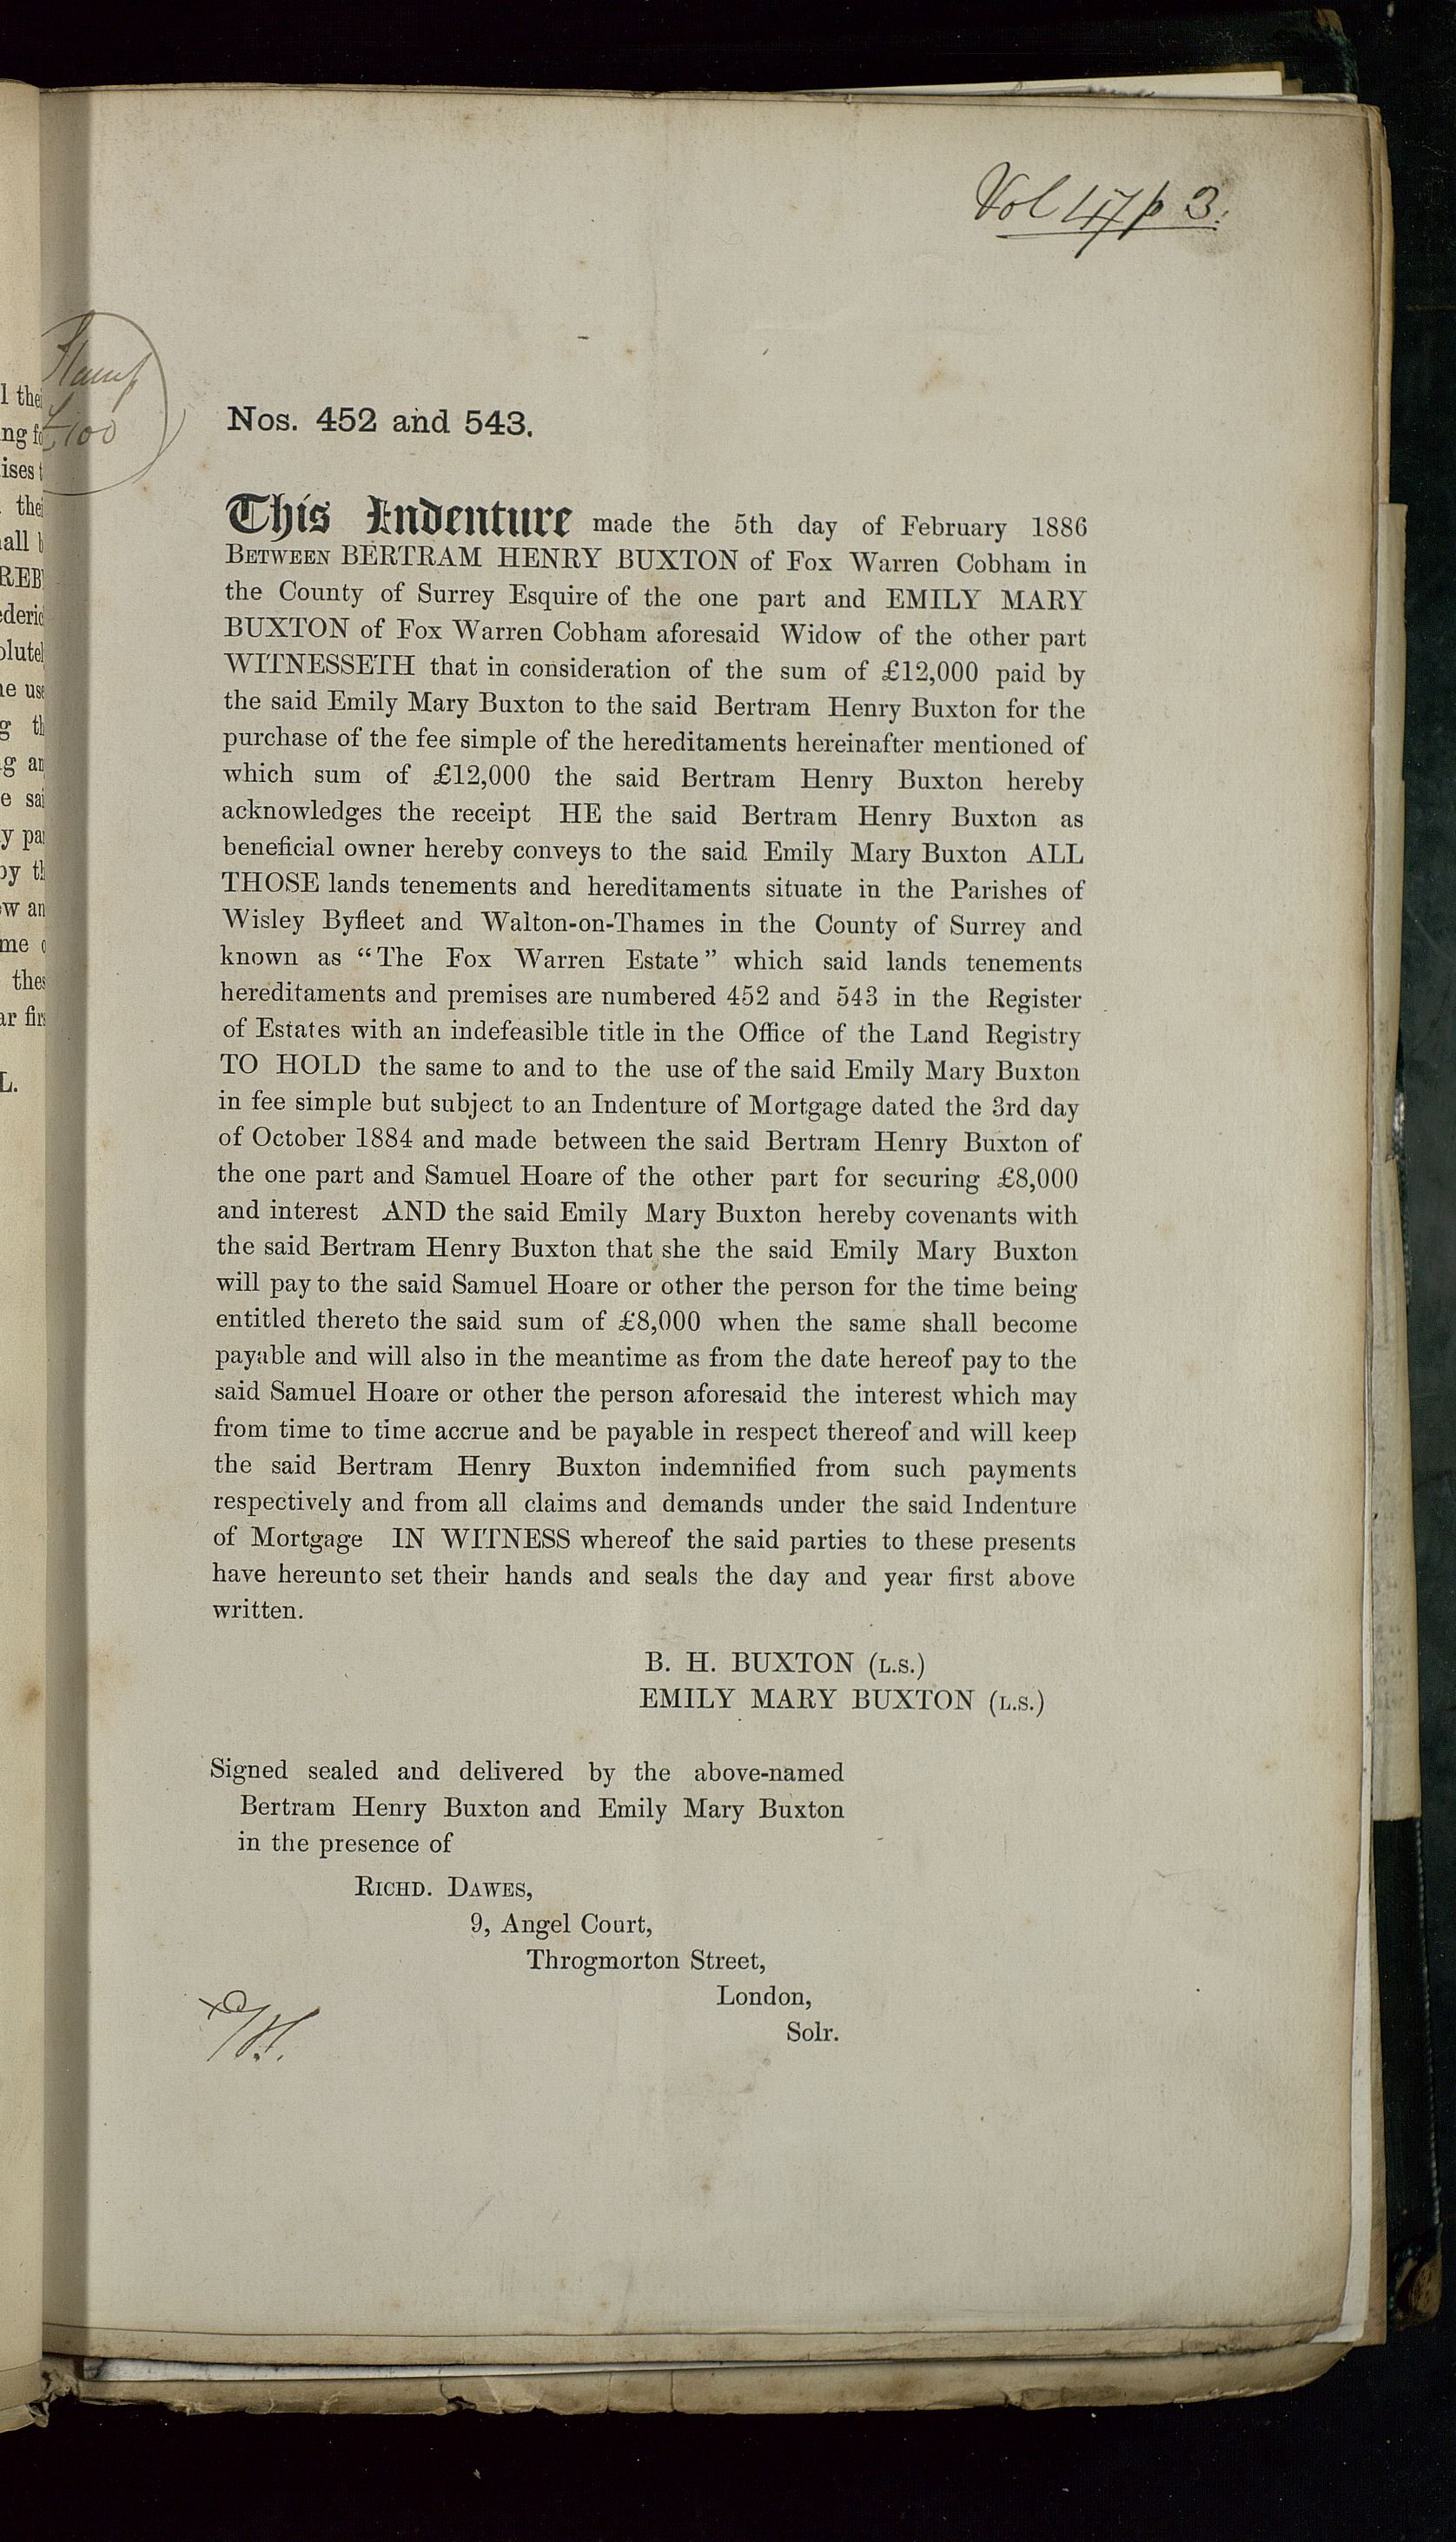 Vol 47 p 3.
Stamp
£100
Nos. 452 and 543.
This Indenture made the 5th day of February 1886
BETWEEN BERTRAM HENRY BUXTON of Fox Warren Cobham in
the County of Surrey Esquire of the one part and EMILY MARY
BUXTON of Fox Warren Cobham aforesaid Widow of the other part
WITNESSETH that in consideration of the sum of £12,000 paid by
the said Emily Mary Buxton to the said Bertram Henry Buxton for the
purchase of the fee simple of the hereditaments hereinafter mentioned of
which sum of £12,000 the said Bertram Henry Buxton hereby
acknowledges the receipt HE the said Bertram Henry Buxton as
beneficial owner hereby conveys to the said Emily Mary Buxton ALL
THOSE lands tenements and hereditaments situate in the Parishes of
Wisley Byfleet and Walton-on-Thames in the County of Surrey and
known as "The Fox Warren Estate" which said lands tenements
hereditaments and premises are numbered 452 and 543 in the Register
of Estates with an indefeasible title in the Office of the Land Registry
TO HOLD the same to and to the use of the said Emily Mary Buxton
in fee simple but subject to an Indenture of Mortgage dated the 3rd day
of October 1884 and made between the said Bertram Henry Buxton of
the one part and Samuel Hoare of the other part for securing £8,000
and interest AND the said Emily Mary Buxton hereby covenants with
the said Bertram Henry Buxton that she the said Emily Mary Buxton
will pay to the said Samuel Hoare or other the person for the time being
entitled thereto the said sum of £8,000 when the same shall become
payable and will also in the meantime as from the date hereof pay to the
said Samuel Hoare or other the person aforesaid the interest which may
from time to time accrue and be payable in respect thereof and will keep
the said Bertram Henry Buxton indemnified from such payments
respectively and from all claims and demands under the said Indenture
of Mortgage IN WITNESS whereof the said parties to these presents
have hereunto set their hands and seals the day and year first above
written.
B. H. BUXTON (L.S.)
EMILY MARY BUXTON (L.S.)
Signed sealed and delivered by the above-named
Bertram Henry Buxton and Emily Mary Buxton
in the presence of
RICHD. DAWES,
9, Angel Court,
Throgmorton Street,
London,
Solr.